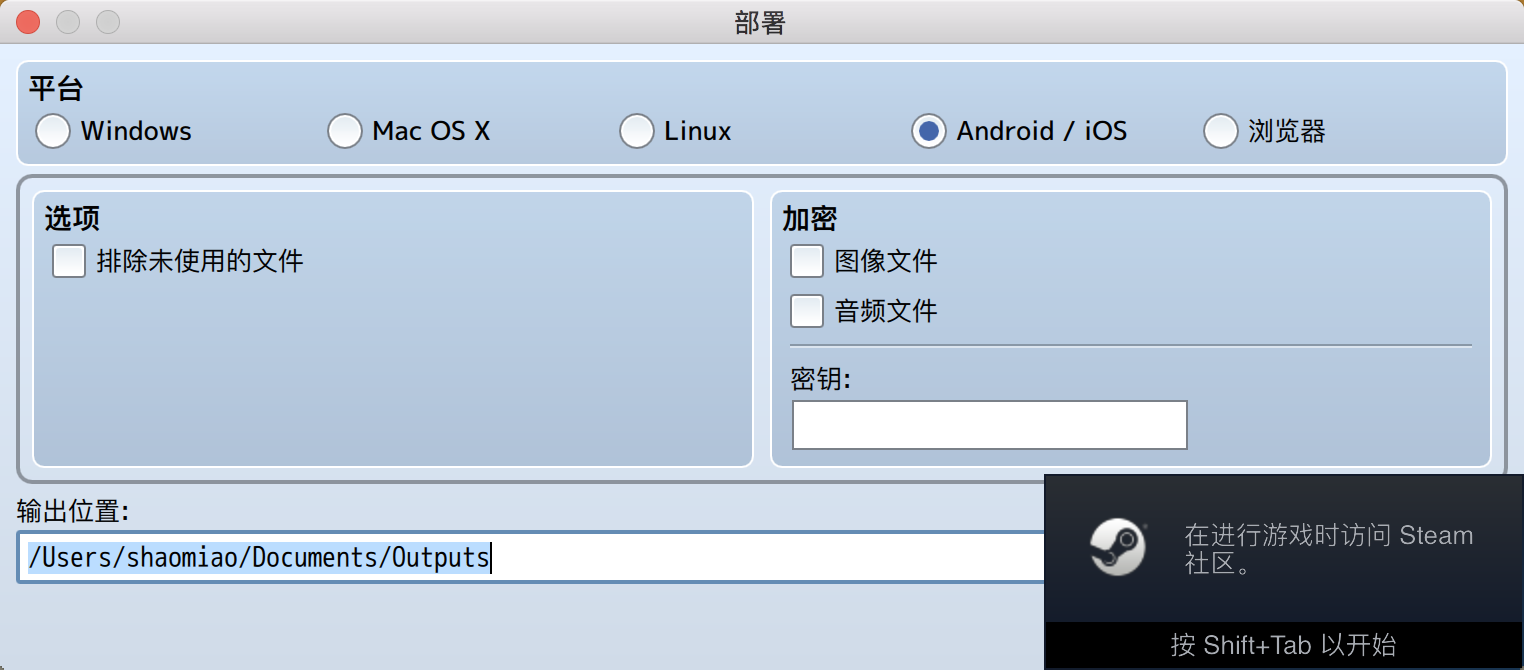 部署
平台
Windows
Mac OS X
Linux
Android / iOS
浏览器
选项
排除未使用的文件
加密
图像文件
音频文件
密钥:
输出位置:
/Users/shaomiao/Documents/Outputs
在进行游戏时访问 Steam
社区。
按 Shift+Tab 以开始